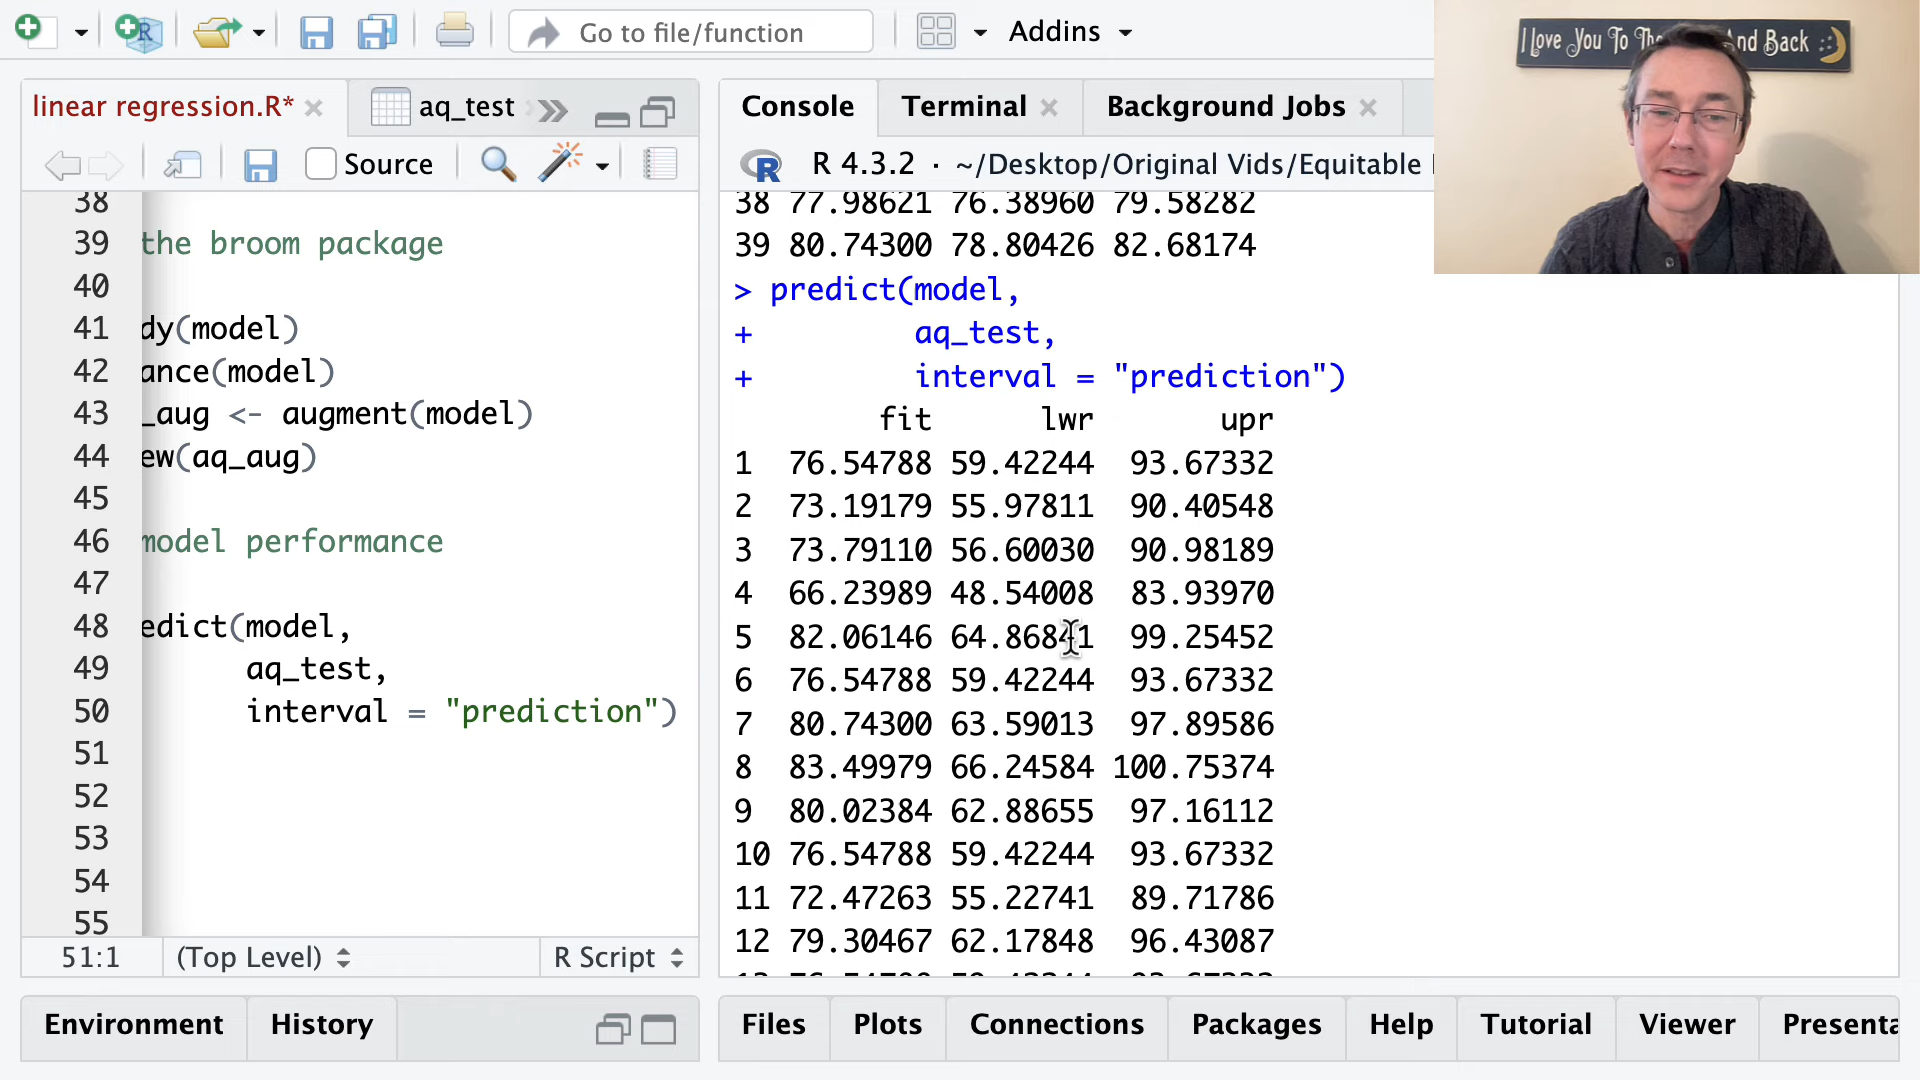 Go to file/function
Addins
linear regression.R*
aq_test
Source
38
39 the broom package
40
41 dy(model)
42 ance(model)
43 _aug <- augment(model)
44 ew(aq_aug)
45
46 model performance
47
48 edict(model,
49 aq_test,
50 interval = "prediction")
51
52
53
54
55
51:1 (Top Level) R Script
Environment History
Console Terminal Background Jobs
R 4.3.2 · ~/Desktop/Original Vids/Equitable
38 77.98621 76.38960 79.58282
39 80.74300 78.80426 82.68174
> predict(model,
+ aq_test,
+ interval = "prediction")
fit lwr upr
1 76.54788 59.42244 93.67332
2 73.19179 55.97811 90.40548
3 73.79110 56.60030 90.98189
4 66.23989 48.54008 83.93970
5 82.06146 64.86841 99.25452
6 76.54788 59.42244 93.67332
7 80.74300 63.59013 97.89586
8 83.49979 66.24584 100.75374
9 80.02384 62.88655 97.16112
10 76.54788 59.42244 93.67332
11 72.47263 55.22741 89.71786
12 79.30467 62.17848 96.43087
Files Plots Connections Packages Help Tutorial Viewer Presenta
I Love You To And Back